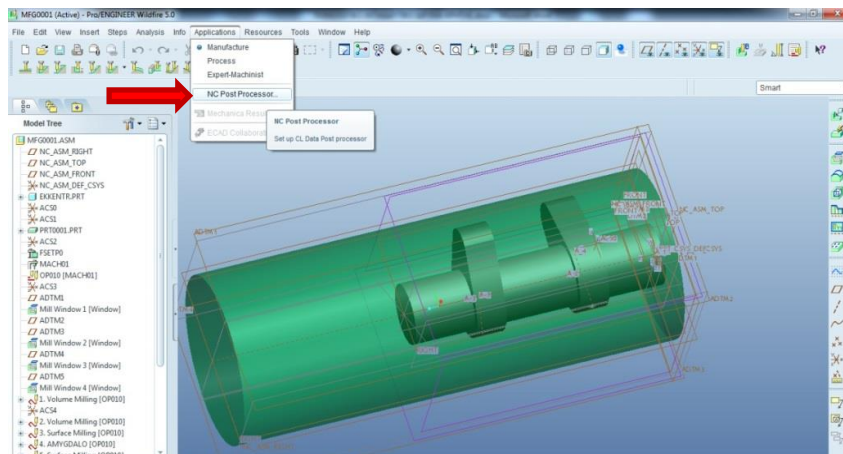 MFG0001 (Active) - Pro/ENGINEER Wildfire 5.0
File Edit View Insert Steps Analysis Info Applications Resources Tools Window Help
Manufacture
Process
Expert-Machinist
NC Post Processor...
Mechanica Resu
ECAD Collaborat
NC Post Processor
Set up CL Data Post processor
Smart
Model Tree
MFG0001.ASM
NC_ASM_RIGHT
NC_ASM_TOP
NC_ASM_FRONT
NC_ASM_DEF_CSYS
EKKENTR.PRT
ACS0
ACS1
PRT0001.PRT
ACS2
FSETP0
MACH01
OP010 [MACH01]
ACS3
ADTM1
Mill Window 1 [Window]
ADTM2
ADTM3
Mill Window 2 [Window]
ADTM4
Mill Window 3 [Window]
ADTM5
Mill Window 4 [Window]
1. Volume Milling [OP010]
ACS4
2. Volume Milling [OP010]
3. Surface Milling [OP010]
4. AMYGDALO [OP010]
NC_ASM_TOP